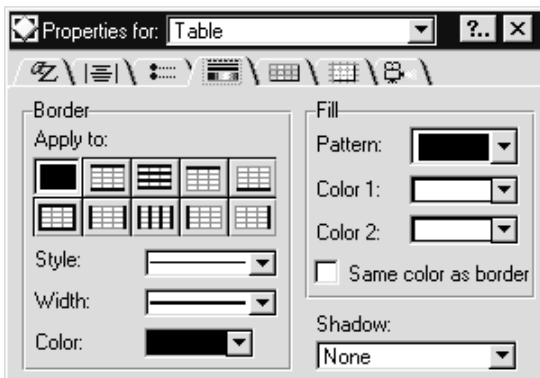 Properties for: Table ?..
Border
Apply to:
Style:
Width:
Color:
Fill
Pattern:
Color 1:
Color 2:
Same color as border
Shadow:
None